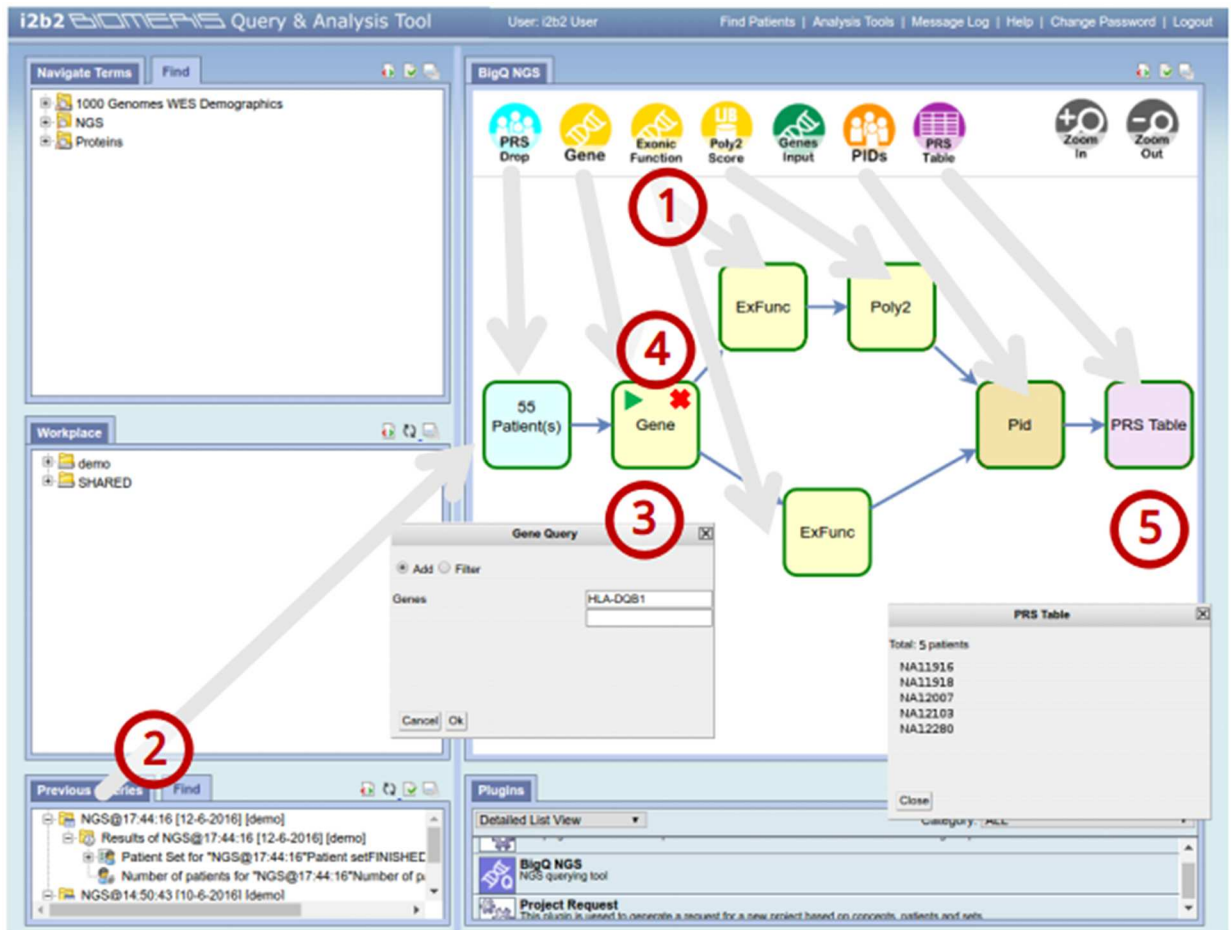 i2b2 BIOMERIS Query & Analysis Tool
User: i2b2 User
Find Patients | Analysis Tools | Message Log | Help | Change Password | Logout
Navigate Terms
Find
1000 Genomes WES Demographics
NGS
Proteins
BigQ NGS
PRS
Drop
Gene
Exonic
Function
LIB
Poly2
Score
Genes
Input
PIDs
PRS
Table
Zoom
In
Zoom
Out
1
ExFunc
Poly2
4
55
Patient(s)
Gene
Pid
PRS Table
3
ExFunc
5
Workplace
demo
SHARED
Gene Query
Add
Filter
Genes
HLA-DQB1
Cancel
Ok
PRS Table
Total: 5 patients
NA11916
NA11918
NA12007
NA12103
NA12280
Close
2
Previous
Find
NGS@17:44:16 [12-6-2016] [demo]
Results of NGS@17:44:16 [12-6-2016] [demo]
Patient Set for "NGS@17:44:16"Patient setFINISHED
Number of patients for "NGS@17:44:16"Number of
NGS@14:50:43 [10-6-2016] [demo]
Plugins
Detailed List View
Category: ALL
BigQ NGS
NGS querying tool
Project Request
This plugin is uesed to generate a request for a new project based on concepts, patients and sets.